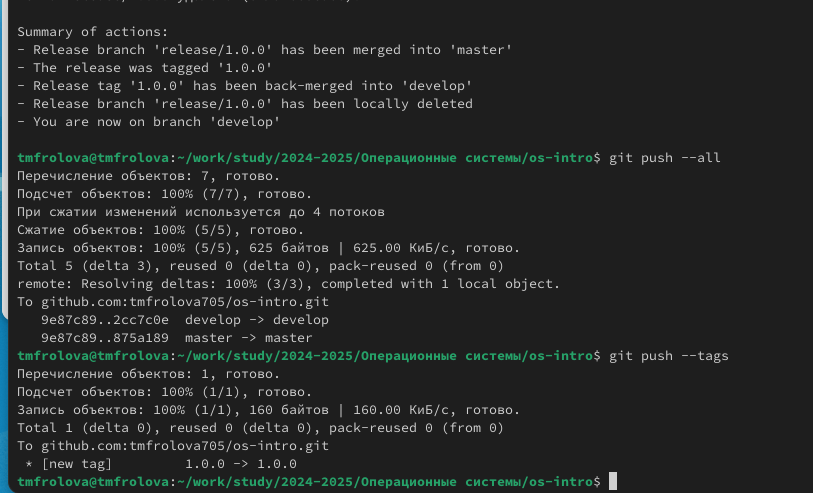 Summary of actions:
- Release branch 'release/1.0.0' has been merged into 'master'
- The release was tagged '1.0.0'
- Release tag '1.0.0' has been back-merged into 'develop'
- Release branch 'release/1.0.0' has been locally deleted
- You are now on branch 'develop'
tmfrolova@tmfrolova:~/work/study/2024-2025/Операционные системы/os-intro$ git push --all
Перечисление объектов: 7, готово.
Подсчет объектов: 100% (7/7), готово.
При сжатии изменений используется до 4 потоков
Сжатие объектов: 100% (5/5), готово.
Запись объектов: 100% (5/5), 625 байтов | 625.00 КиБ/с, готово.
Total 5 (delta 3), reused 0 (delta 0), pack-reused 0 (from 0)
remote: Resolving deltas: 100% (3/3), completed with 1 local object.
To github.com:tmfrolova705/os-intro.git
   9e87c89..2cc7c0e  develop -> develop
   9e87c89..875a189  master -> master
tmfrolova@tmfrolova:~/work/study/2024-2025/Операционные системы/os-intro$ git push --tags
Перечисление объектов: 1, готово.
Подсчет объектов: 100% (1/1), готово.
Запись объектов: 100% (1/1), 160 байтов | 160.00 КиБ/с, готово.
Total 1 (delta 0), reused 0 (delta 0), pack-reused 0 (from 0)
To github.com:tmfrolova705/os-intro.git
 * [new tag]         1.0.0 -> 1.0.0
tmfrolova@tmfrolova:~/work/study/2024-2025/Операционные системы/os-intro$